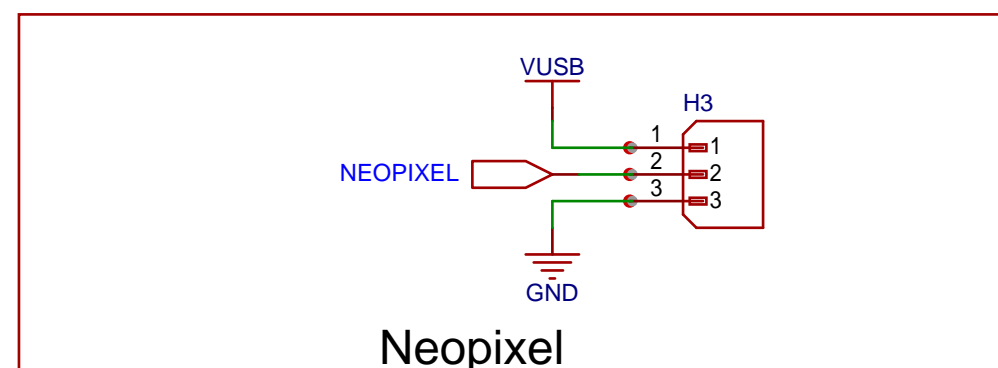 VUSB
H3
1
1
NEOPIXEL
2
2
3
3
GND
Neopixel